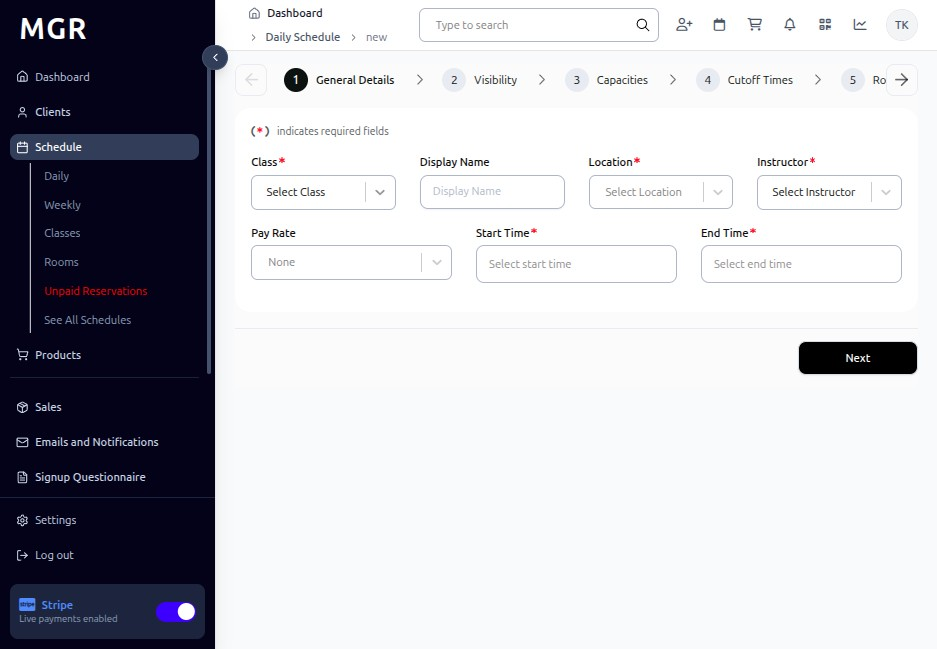 MGR
Dashboard
Clients
Schedule
Daily
Weekly
Classes
Rooms
Unpaid Reservations
See All Schedules
Products
Sales
Emails and Notifications
Signup Questionnaire
Settings
Log out
stripe Stripe
Live payments enabled
Dashboard
Daily Schedule new
Type to search
TK
1 General Details 2 Visibility 3 Capacities 4 Cutoff Times 5 Ro
(*) indicates required fields
Class* Display Name Location* Instructor*
Select Class Display Name Select Location Select Instructor
Pay Rate Start Time* End Time*
None Select start time Select end time
Next